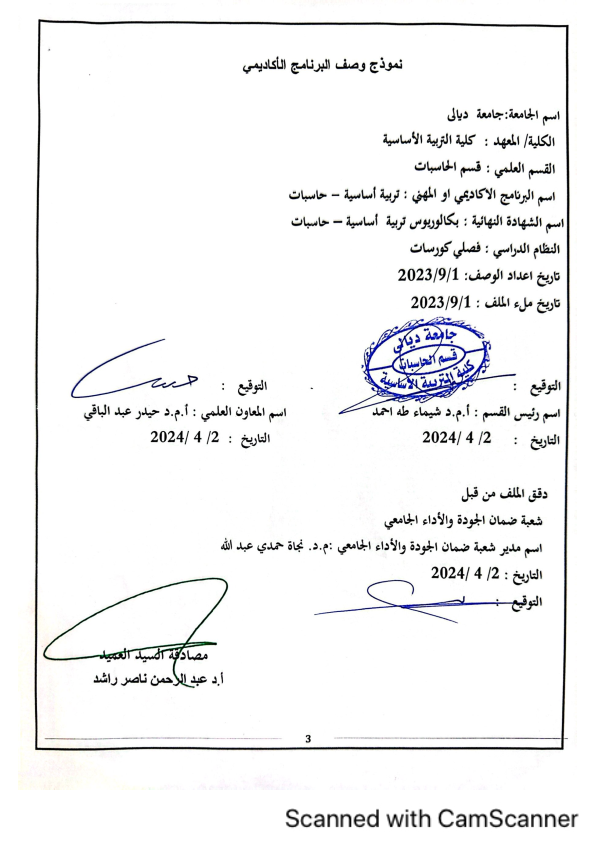 نموذج وصف البرنامج الأكاديمي
اسم الجامعة:جامعة ديالى
الكلية/ المعهد : كلية التربية الأساسية
القسم العلمي : قسم الحاسبات
اسم البرنامج الاكاديمي او المهني : تربية أساسية – حاسبات
اسم الشهادة النهائية : بكالوريوس تربية أساسية – حاسبات
النظام الدراسي : فصلي كورسات
تاريخ اعداد الوصف: 2023/9/1
تاريخ ملء الملف : 2023/9/1
جامعة ديالى
قسم الحاسبات
كلية التربية الأساسية
التوقيع : التوقيع :
اسم رئيس القسم : أ.م.د شيماء طه احمد اسم المعاون العلمي : أ.م.د حيدر عبد الباقي
التاريخ : 2/ 4 /2024 التاريخ : 2/ 4 /2024
دقق الملف من قبل
شعبة ضمان الجودة والأداء الجامعي
اسم مدير شعبة ضمان الجودة والأداء الجامعي :م.د. نجاة حمدي عبد الله
التاريخ : 2/ 4 /2024
التوقيع :
مصادقة السيد العميد
أ.د عبد الرحمن ناصر راشد
3
Scanned with CamScanner